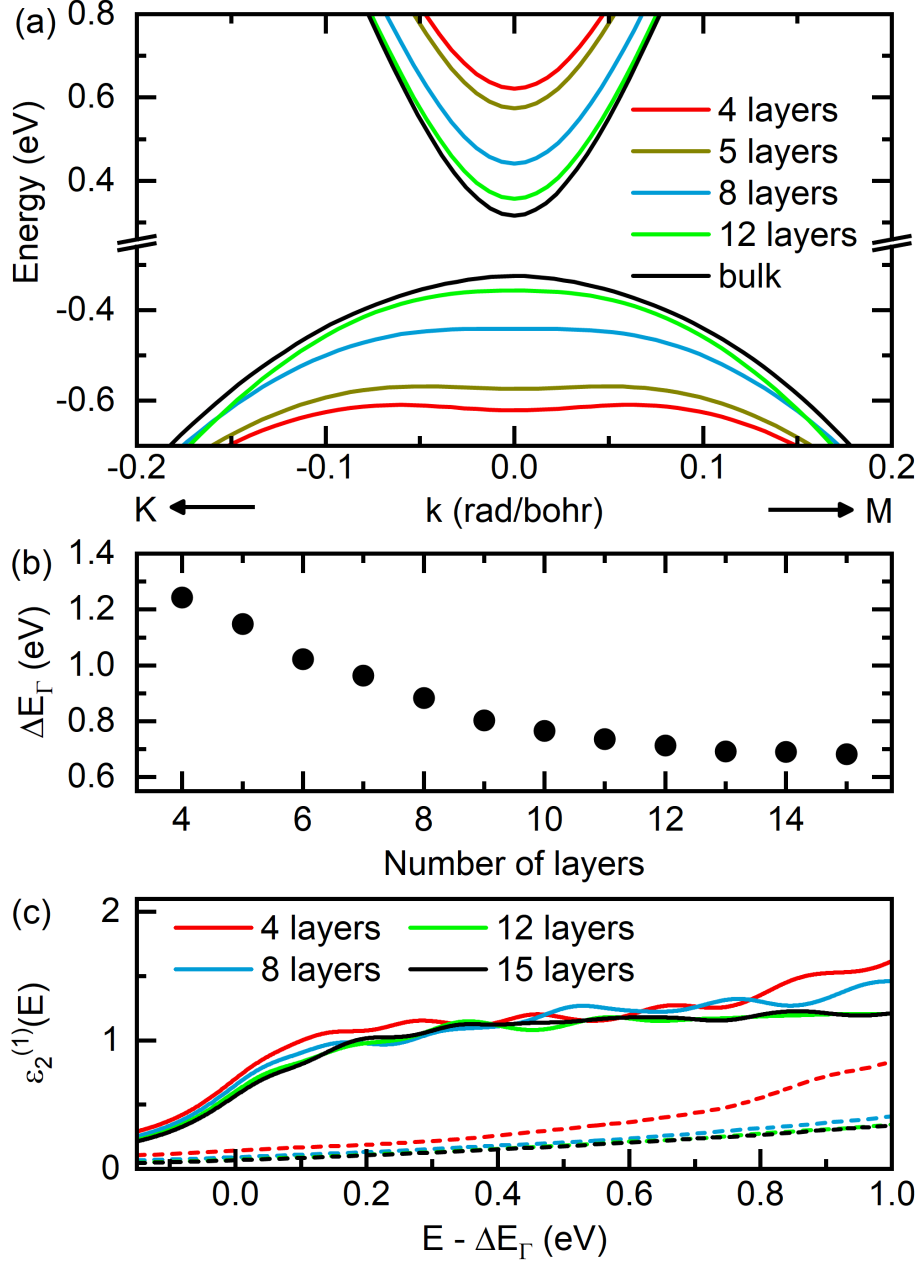 (a)
Energy (eV)
0.8
0.6
0.4
-0.4
-0.6
4 layers
5 layers
8 layers
12 layers
bulk
-0.2 -0.1 0.0 0.1 0.2
K k (rad/bohr) M
(b)
ΔE_Γ (eV)
1.4
1.2
1.0
0.8
0.6
4 6 8 10 12 14
Number of layers
(c)
ε₂⁽¹⁾(E)
2
1
0
4 layers 12 layers
8 layers 15 layers
0.0 0.2 0.4 0.6 0.8 1.0
E - ΔE_Γ (eV)